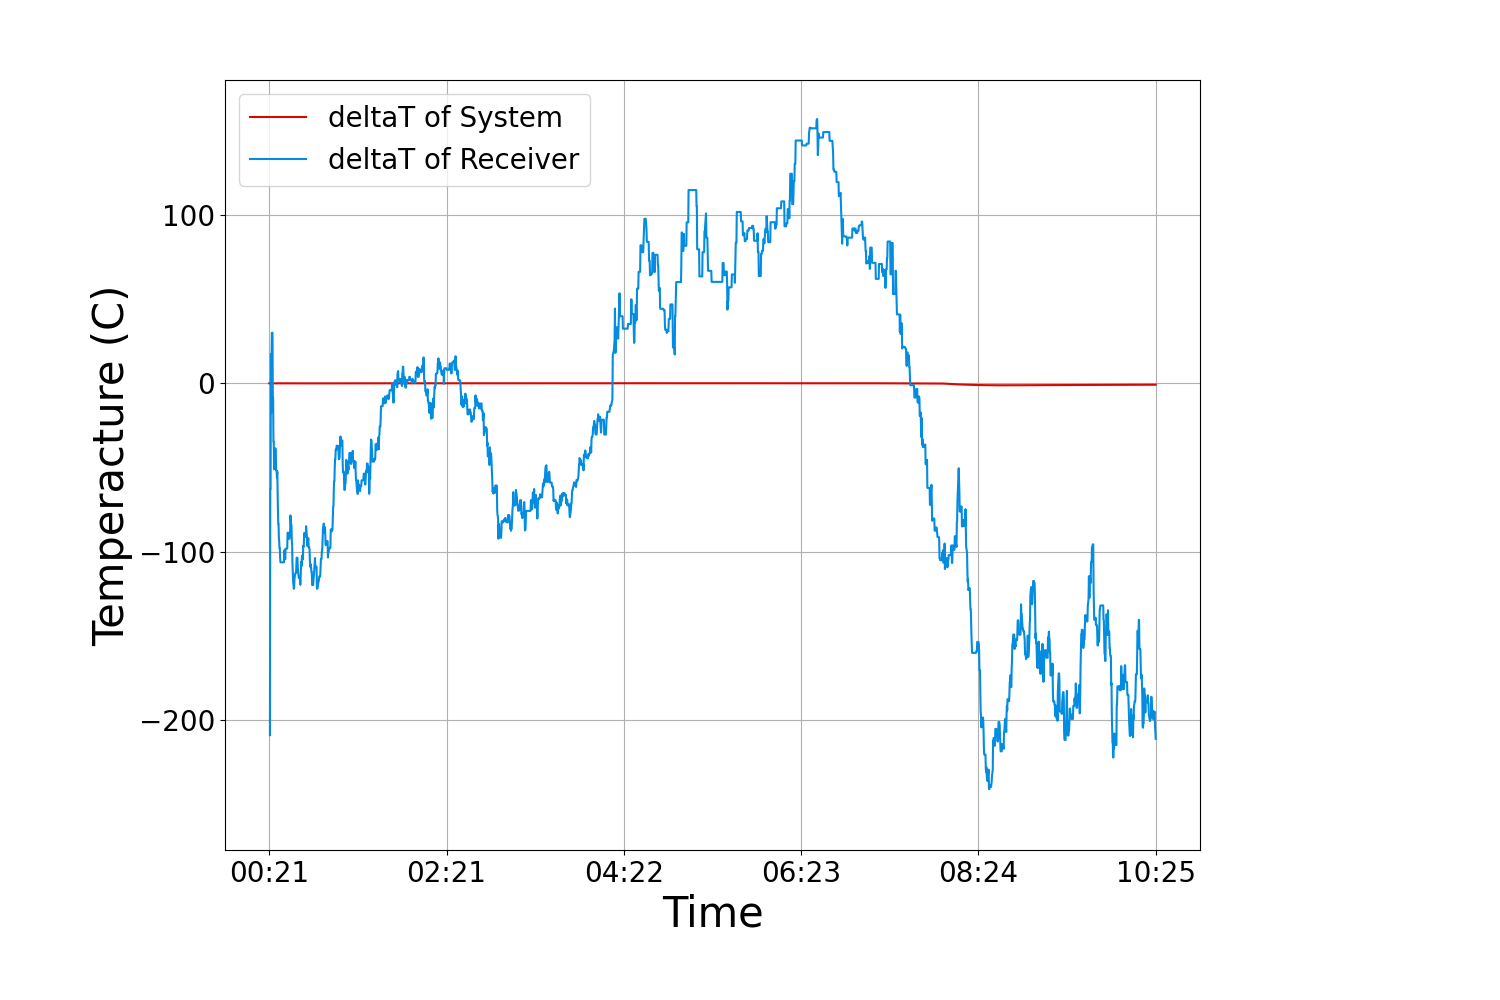 deltaT of System
deltaT of Receiver
Temperacture (C)
100
0
−100
−200
00:21 02:21 04:22 06:23 08:24 10:25
Time